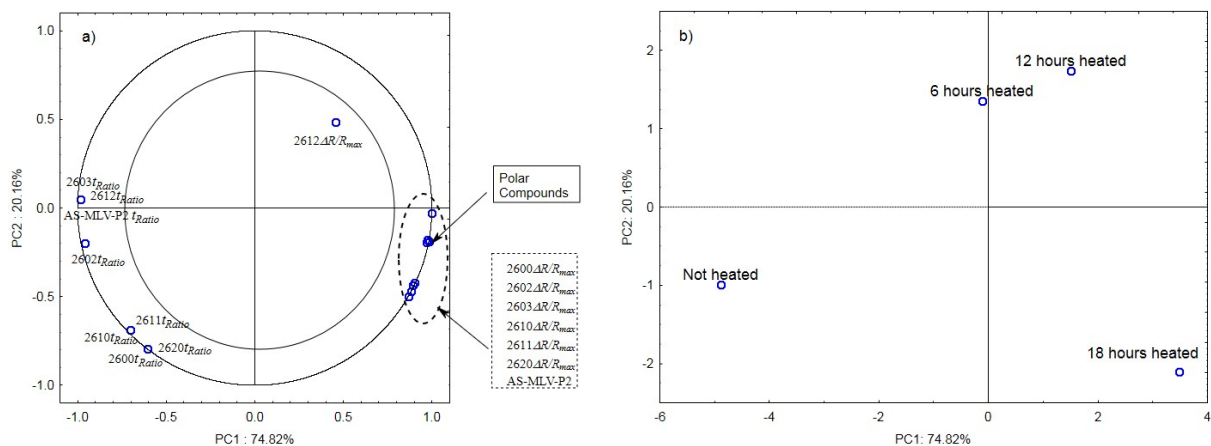 a)
1.0
0.5
0.0
-0.5
-1.0
PC2 : 20.16%
2612ΔR/Rmax
2603tRatio
2612tRatio
AS-MLV-P2 tRatio
2602tRatio
2611tRatio
2610tRatio
2620tRatio
2600tRatio
-1.0 -0.5 0.0 0.5 1.0
PC1 : 74.82%
Polar
Compounds
2600ΔR/Rmax
2602ΔR/Rmax
2603ΔR/Rmax
2610ΔR/Rmax
2611ΔR/Rmax
2620ΔR/Rmax
AS-MLV-P2
b)
2
1
0
-1
-2
PC2: 20.16%
12 hours heated
6 hours heated
Not heated
18 hours heated
-6 -4 -2 0 2 4
PC1: 74.82%